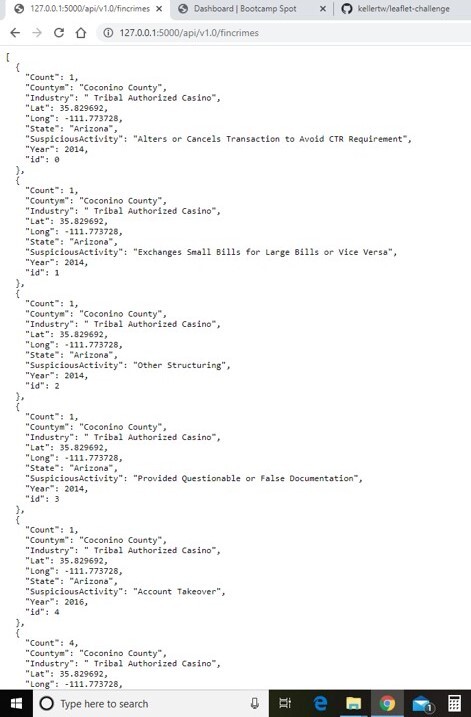 127.0.0.1:5000/api/v1.0/fincrimes
Dashboard | Bootcamp Spot
kellertw/leaflet-challenge
127.0.0.1:5000/api/v1.0/fincrimes
[
{
"Count": 1,
"Countym": "Coconino County",
"Industry": " Tribal Authorized Casino",
"Lat": 35.829692,
"Long": -111.773728,
"State": "Arizona",
"SuspiciousActivity": "Alters or Cancels Transaction to Avoid CTR Requirement",
"Year": 2014,
"id": 0
},
{
"Count": 1,
"Countym": "Coconino County",
"Industry": " Tribal Authorized Casino",
"Lat": 35.829692,
"Long": -111.773728,
"State": "Arizona",
"SuspiciousActivity": "Exchanges Small Bills for Large Bills or Vice Versa",
"Year": 2014,
"id": 1
},
{
"Count": 1,
"Countym": "Coconino County",
"Industry": " Tribal Authorized Casino",
"Lat": 35.829692,
"Long": -111.773728,
"State": "Arizona",
"SuspiciousActivity": "Other Structuring",
"Year": 2014,
"id": 2
},
{
"Count": 1,
"Countym": "Coconino County",
"Industry": " Tribal Authorized Casino",
"Lat": 35.829692,
"Long": -111.773728,
"State": "Arizona",
"SuspiciousActivity": "Provided Questionable or False Documentation",
"Year": 2014,
"id": 3
},
{
"Count": 1,
"Countym": "Coconino County",
"Industry": " Tribal Authorized Casino",
"Lat": 35.829692,
"Long": -111.773728,
"State": "Arizona",
"SuspiciousActivity": "Account Takeover",
"Year": 2016,
"id": 4
},
{
"Count": 4,
"Countym": "Coconino County",
"Industry": " Tribal Authorized Casino",
"Lat": 35.829692,
"Long": -111.773728,
Type here to search
1